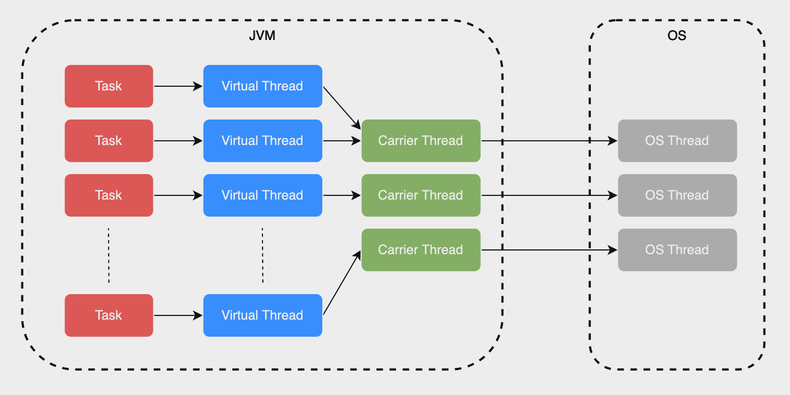 JVM
OS
Task
Virtual Thread
Task
Virtual Thread
Carrier Thread
OS Thread
Task
Virtual Thread
Carrier Thread
OS Thread
Carrier Thread
OS Thread
Task
Virtual Thread